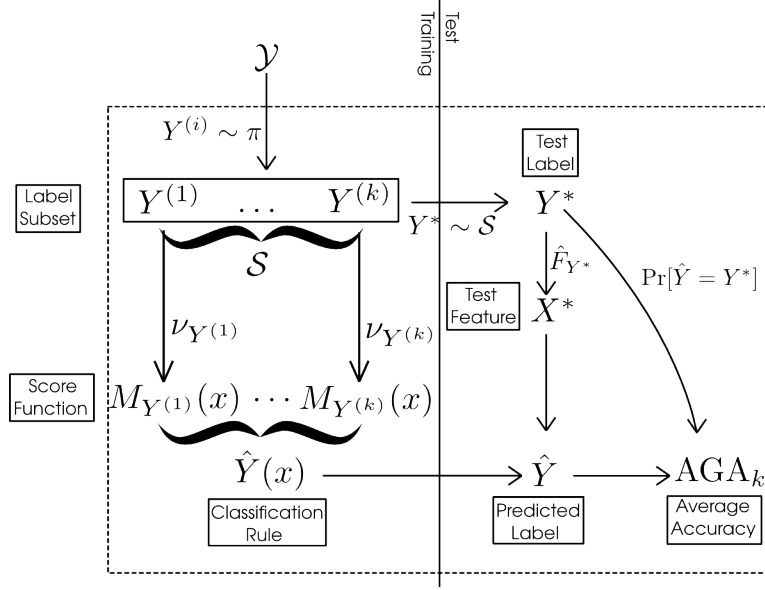 Training
Test
𝒴
Y^{(i)} ∼ π
Label
Subset
Y^{(1)} ... Y^{(k)}
𝒮
Y^* ∼ 𝒮
Test
Label
Y^*
F̂_{Y^*}
Pr[Ŷ = Y^*]
Test
Feature
X^*
ν_{Y^{(1)}}
ν_{Y^{(k)}}
Score
Function
M_{Y^{(1)}}(x) ⋯ M_{Y^{(k)}}(x)
Ŷ(x)
Ŷ
AGA_k
Classification
Rule
Predicted
Label
Average
Accuracy